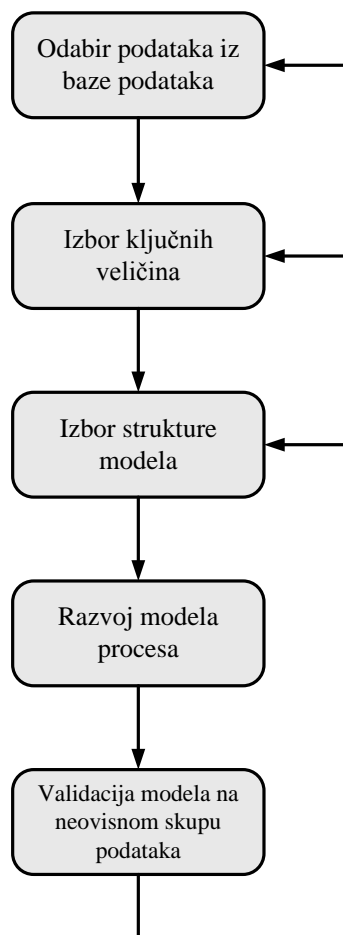 Odabir podataka iz
baze podataka
Izbor ključnih
veličina
Izbor strukture
modela
Razvoj modela
procesa
Validacija modela na
neovisnom skupu
podataka